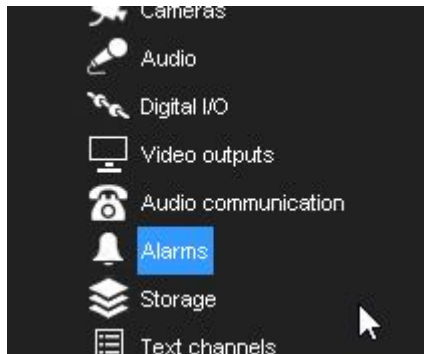 Cameras
Audio
Digital I/O
Video outputs
Audio communication
Alarms
Storage
Text channels